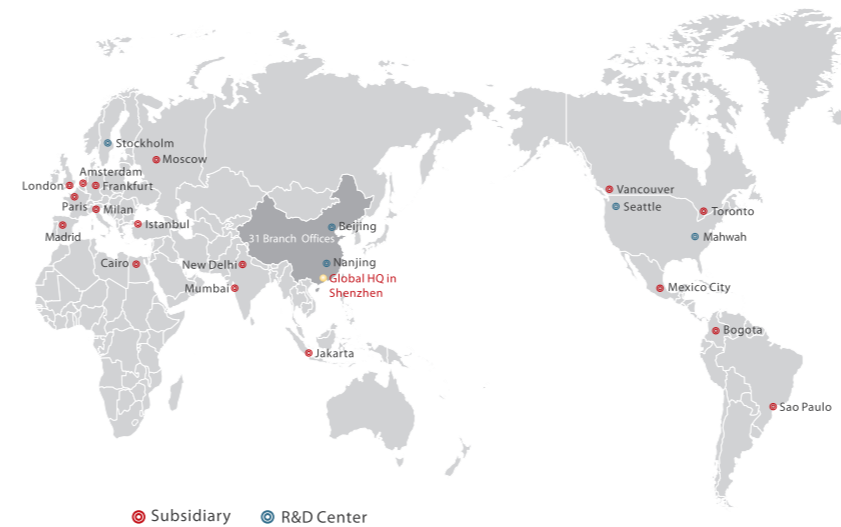 Stockholm
Moscow
Amsterdam
London
Frankfurt
Paris
Milan
Istanbul
Madrid
Cairo
New Delhi
Mumbai
31 Branch Offices
Beijing
Nanjing
Global HQ in
Shenzhen
Jakarta
Vancouver
Seattle
Toronto
Mahwah
Mexico City
Bogota
Sao Paulo
Subsidiary
R&D Center